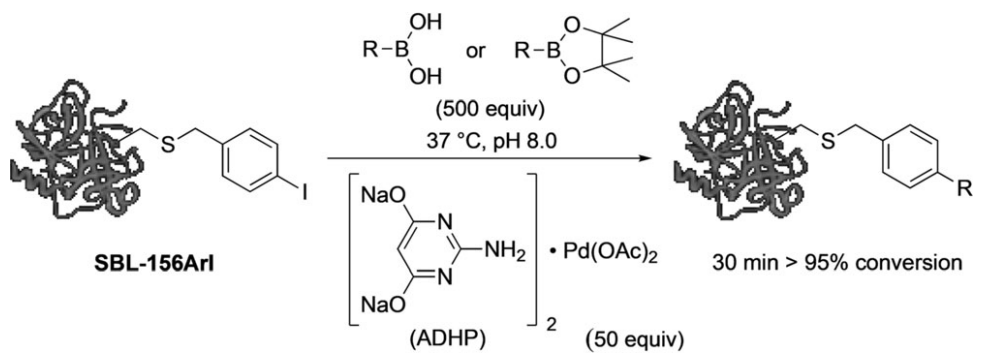 OH
R-B
OH
or
R-B
O
O
(500 equiv)
37 °C, pH 8.0
S
I
SBL-156ArI
NaO
N
NH2
N
NaO
2
• Pd(OAc)2
(ADHP)
(50 equiv)
S
R
30 min > 95% conversion